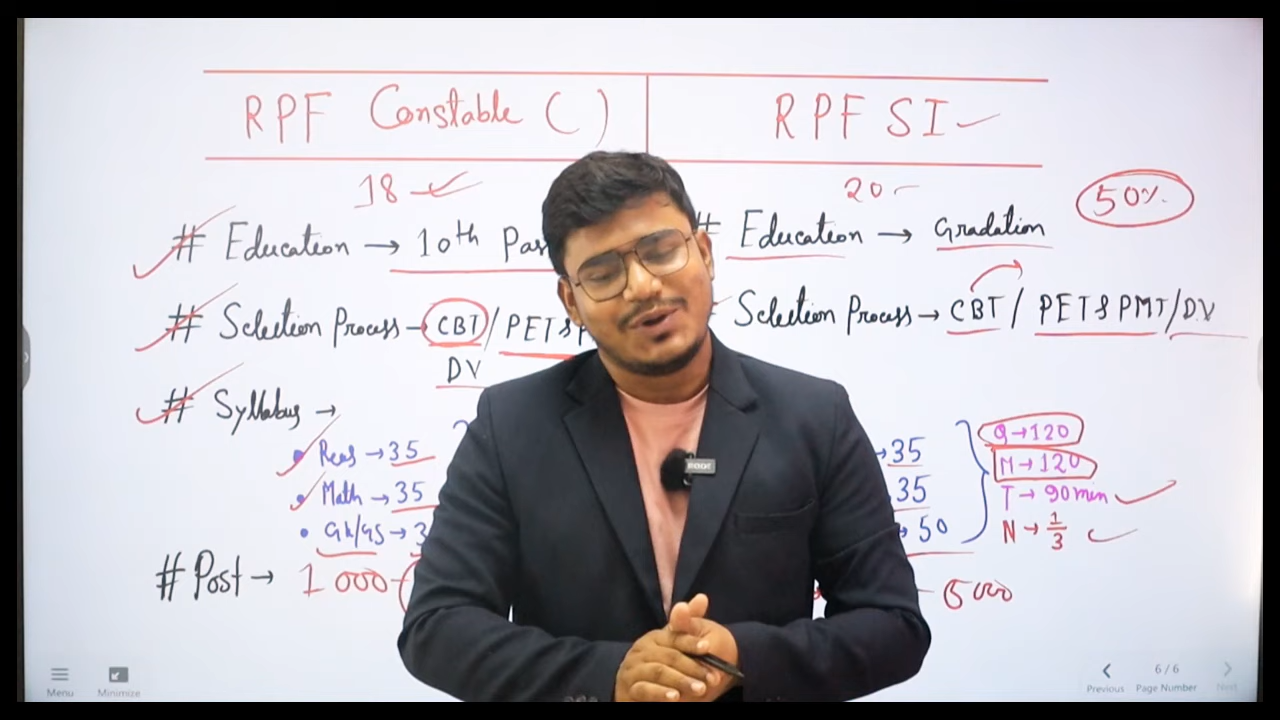 RPF Constable ( ) RPF SI
18 20 50%
# Education → 10th Pas # Education → Gradation
# Selection Process → CBT / PET & Selection Process → CBT / PET & PMT / DV
DV
# Syllabus →
• Reas → 35 → 35 Q → 120
M → 120
• Math → 35 35 T → 90 min
• Gk/GS → 3 → 50 N → 1/3
# Post → 1000 - 5000
Menu Minimize Previous 6 / 6 Page Number Next